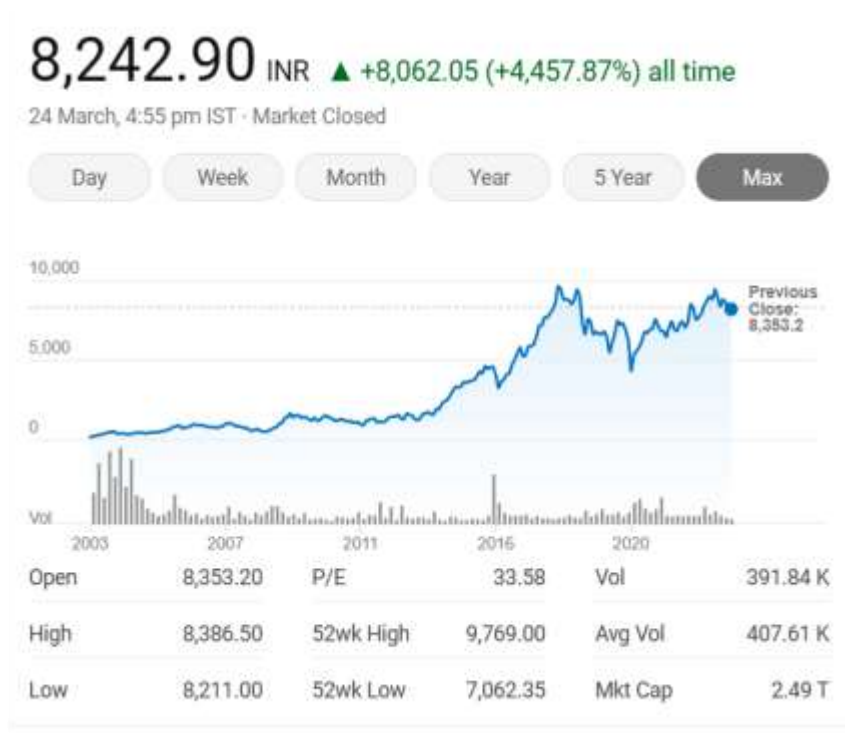 8,242.90 INR ▲ +8,062.05 (+4,457.87%) all time
24 March, 4:55 pm IST · Market Closed
Day Week Month Year 5 Year Max
10,000
Previous
Close:
8,353.2
5,000
0
Vol
2003 2007 2011 2016 2020
Open 8,353.20 P/E 33.58 Vol 391.84 K
High 8,386.50 52wk High 9,769.00 Avg Vol 407.61 K
Low 8,211.00 52wk Low 7,062.35 Mkt Cap 2.49 T